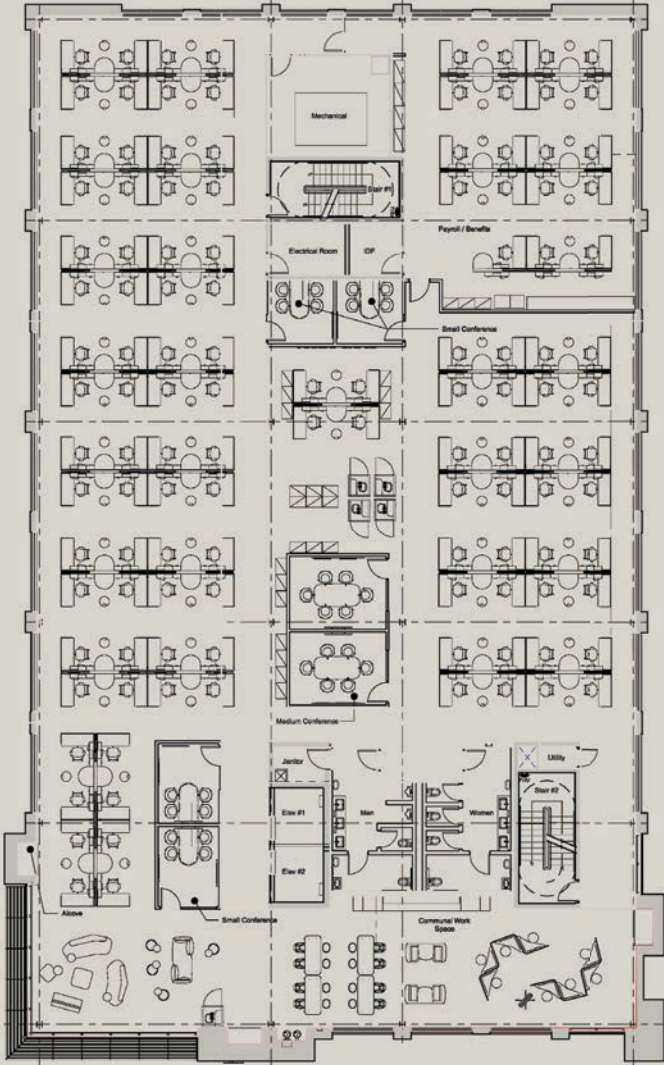 Mechanical
Stair #1
Payroll / Benefits
Electrical Room
IDF
Small Conference
Medium Conference
Janitor
Utility
Stair #2
Elev #1
Men
Women
Elev #2
Alcove
Small Conference
Communal Work
Space